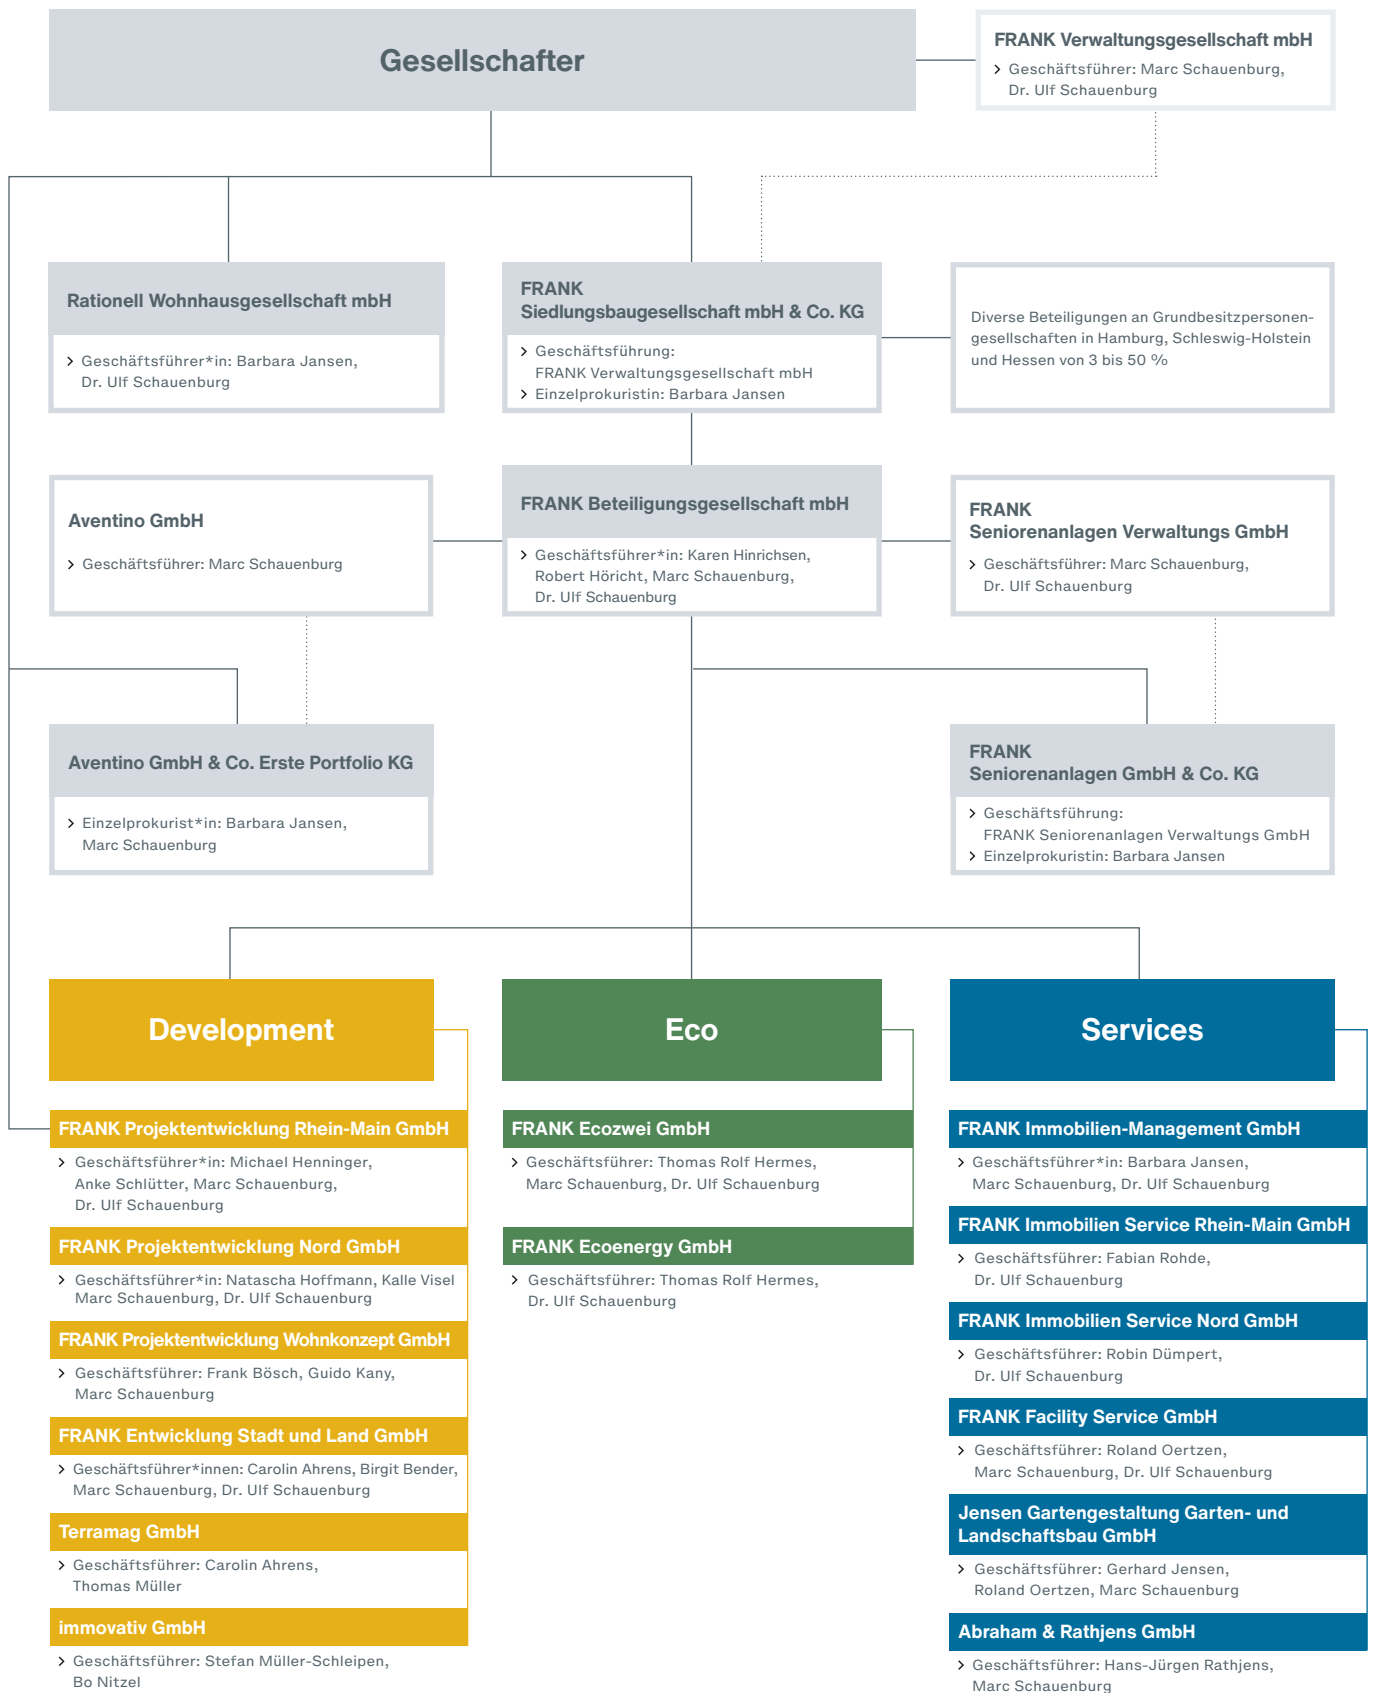 Gesellschafter
FRANK Verwaltungsgesellschaft mbH
› Geschäftsführer: Marc Schauenburg,
Dr. Ulf Schauenburg
Rationell Wohnhausgesellschaft mbH
› Geschäftsführer*in: Barbara Jansen,
Dr. Ulf Schauenburg
FRANK
Siedlungsbaugesellschaft mbH & Co. KG
› Geschäftsführung:
FRANK Verwaltungsgesellschaft mbH
› Einzelprokuristin: Barbara Jansen
Diverse Beteiligungen an Grundbesitzpersonen-
gesellschaften in Hamburg, Schleswig-Holstein
und Hessen von 3 bis 50 %
Aventino GmbH
› Geschäftsführer: Marc Schauenburg
FRANK Beteiligungsgesellschaft mbH
› Geschäftsführer*in: Karen Hinrichsen,
Robert Höricht, Marc Schauenburg,
Dr. Ulf Schauenburg
FRANK
Seniorenanlagen Verwaltungs GmbH
› Geschäftsführer: Marc Schauenburg,
Dr. Ulf Schauenburg
Aventino GmbH & Co. Erste Portfolio KG
› Einzelprokurist*in: Barbara Jansen,
Marc Schauenburg
FRANK
Seniorenanlagen GmbH & Co. KG
› Geschäftsführung:
FRANK Seniorenanlagen Verwaltungs GmbH
› Einzelprokuristin: Barbara Jansen
Development
FRANK Projektentwicklung Rhein-Main GmbH
› Geschäftsführer*in: Michael Henninger,
Anke Schlütter, Marc Schauenburg,
Dr. Ulf Schauenburg
FRANK Projektentwicklung Nord GmbH
› Geschäftsführer*in: Natascha Hoffmann, Kalle Visel
Marc Schauenburg, Dr. Ulf Schauenburg
FRANK Projektentwicklung Wohnkonzept GmbH
› Geschäftsführer: Frank Bösch, Guido Kany,
Marc Schauenburg
FRANK Entwicklung Stadt und Land GmbH
› Geschäftsführer*innen: Carolin Ahrens, Birgit Bender,
Marc Schauenburg, Dr. Ulf Schauenburg
Terramag GmbH
› Geschäftsführer: Carolin Ahrens,
Thomas Müller
immovativ GmbH
› Geschäftsführer: Stefan Müller-Schleipen,
Bo Nitzel
Eco
FRANK Ecozwei GmbH
› Geschäftsführer: Thomas Rolf Hermes,
Marc Schauenburg, Dr. Ulf Schauenburg
FRANK Ecoenergy GmbH
› Geschäftsführer: Thomas Rolf Hermes,
Dr. Ulf Schauenburg
Services
FRANK Immobilien-Management GmbH
› Geschäftsführer*in: Barbara Jansen,
Marc Schauenburg, Dr. Ulf Schauenburg
FRANK Immobilien Service Rhein-Main GmbH
› Geschäftsführer: Fabian Rohde,
Dr. Ulf Schauenburg
FRANK Immobilien Service Nord GmbH
› Geschäftsführer: Robin Dümpert,
Dr. Ulf Schauenburg
FRANK Facility Service GmbH
› Geschäftsführer: Roland Oertzen,
Marc Schauenburg, Dr. Ulf Schauenburg
Jensen Gartengestaltung Garten- und
Landschaftsbau GmbH
› Geschäftsführer: Gerhard Jensen,
Roland Oertzen, Marc Schauenburg
Abraham & Rathjens GmbH
› Geschäftsführer: Hans-Jürgen Rathjens,
Marc Schauenburg